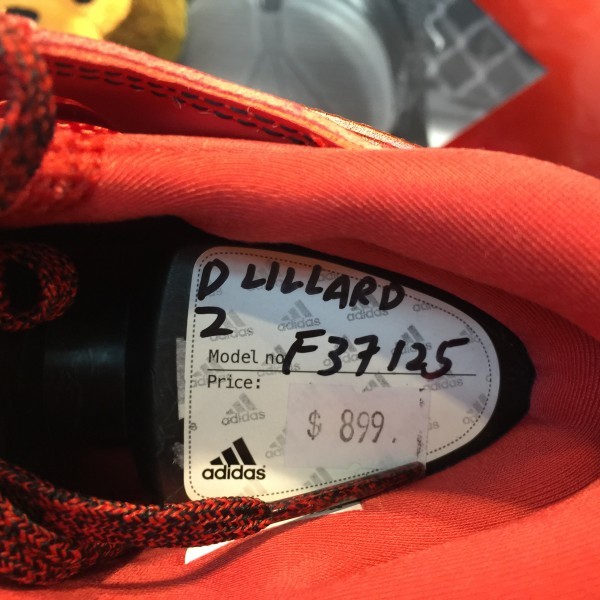 D LILLARD
2
Model no F37125
Price:
$ 899.
adidas